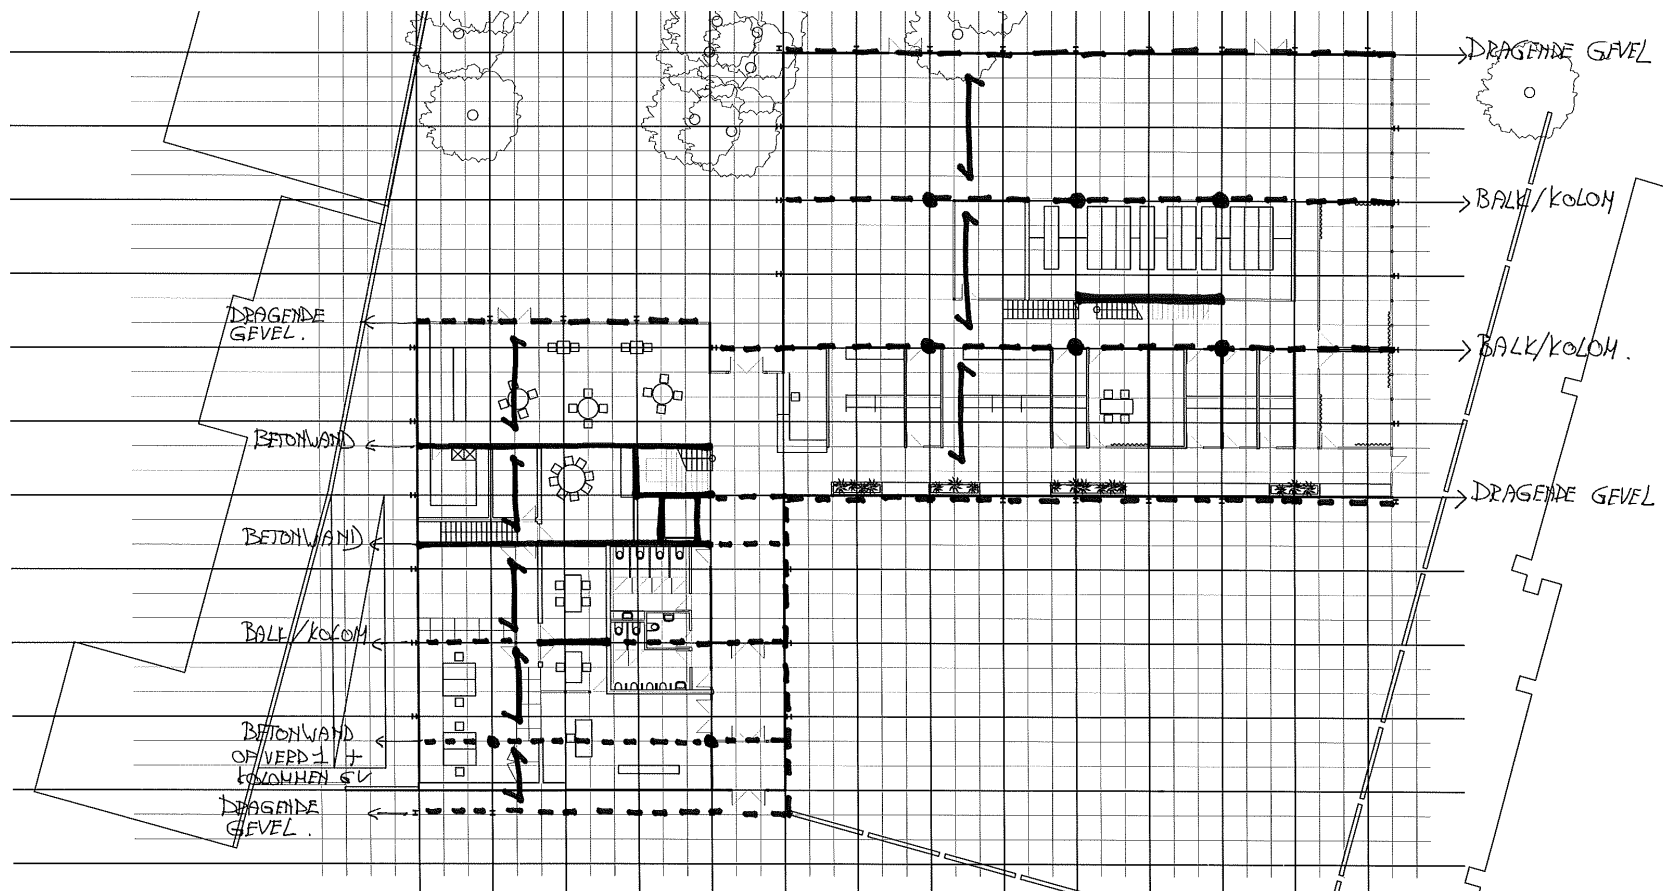 DRAGENDE GEVEL
BALK/KOLOM
DRAGENDE
GEVEL.
BALK/KOLOM.
BETONWAND
DRAGENDE GEVEL
BETONWAND
BALK/KOLOM
BETONWAND
OF VERD 1 +
KOLOMMEN GV
DRAGENDE
GEVEL.